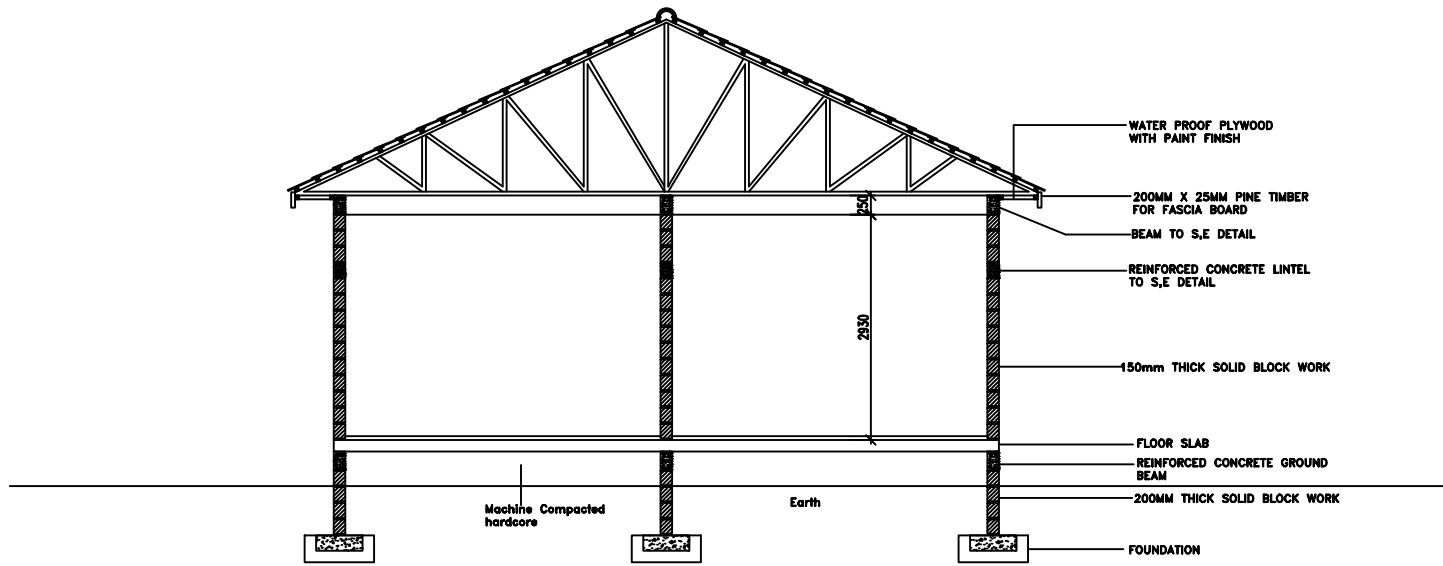 WATER PROOF PLYWOOD
WITH PAINT FINISH
250
200MM X 25MM PINE TIMBER
FOR FASCIA BOARD
BEAM TO S,E DETAIL
REINFORCED CONCRETE LINTEL
TO S,E DETAIL
2930
150mm THICK SOLID BLOCK WORK
FLOOR SLAB
REINFORCED CONCRETE GROUND
BEAM
200MM THICK SOLID BLOCK WORK
Earth
Machine Compacted
hardcore
FOUNDATION